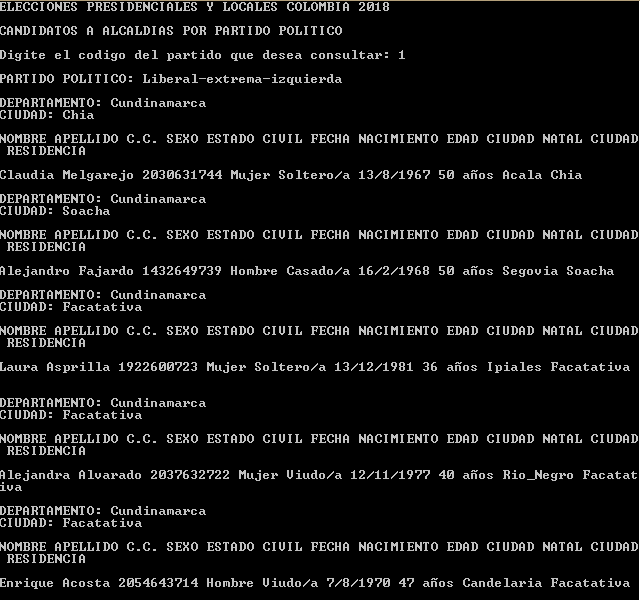 ELECCIONES PRESIDENCIALES Y LOCALES COLOMBIA 2018
CANDIDATOS A ALCALDIAS POR PARTIDO POLITICO
Digite el codigo del partido que desea consultar: 1
PARTIDO POLITICO: Liberal-extrema-izquierda
DEPARTAMENTO: Cundinamarca
CIUDAD: Chia
NOMBRE APELLIDO C.C. SEXO ESTADO CIVIL FECHA NACIMIENTO EDAD CIUDAD NATAL CIUDAD
RESIDENCIA
Claudia Melgarejo 2030631744 Mujer Soltero/a 13/8/1967 50 años Acala Chia
DEPARTAMENTO: Cundinamarca
CIUDAD: Soacha
NOMBRE APELLIDO C.C. SEXO ESTADO CIVIL FECHA NACIMIENTO EDAD CIUDAD NATAL CIUDAD
RESIDENCIA
Alejandro Fajardo 1432649739 Hombre Casado/a 16/2/1968 50 años Segovia Soacha
DEPARTAMENTO: Cundinamarca
CIUDAD: Facatativa
NOMBRE APELLIDO C.C. SEXO ESTADO CIVIL FECHA NACIMIENTO EDAD CIUDAD NATAL CIUDAD
RESIDENCIA
Laura Asprilla 1922600723 Mujer Soltero/a 13/12/1981 36 años Ipiales Facatativa
DEPARTAMENTO: Cundinamarca
CIUDAD: Facatativa
NOMBRE APELLIDO C.C. SEXO ESTADO CIVIL FECHA NACIMIENTO EDAD CIUDAD NATAL CIUDAD
RESIDENCIA
Alejandra Alvarado 2037632722 Mujer Viudo/a 12/11/1977 40 años Rio_Negro Facatat
iva
DEPARTAMENTO: Cundinamarca
CIUDAD: Facatativa
NOMBRE APELLIDO C.C. SEXO ESTADO CIVIL FECHA NACIMIENTO EDAD CIUDAD NATAL CIUDAD
RESIDENCIA
Enrique Acosta 2054643714 Hombre Viudo/a 7/8/1970 47 años Candelaria Facatativa